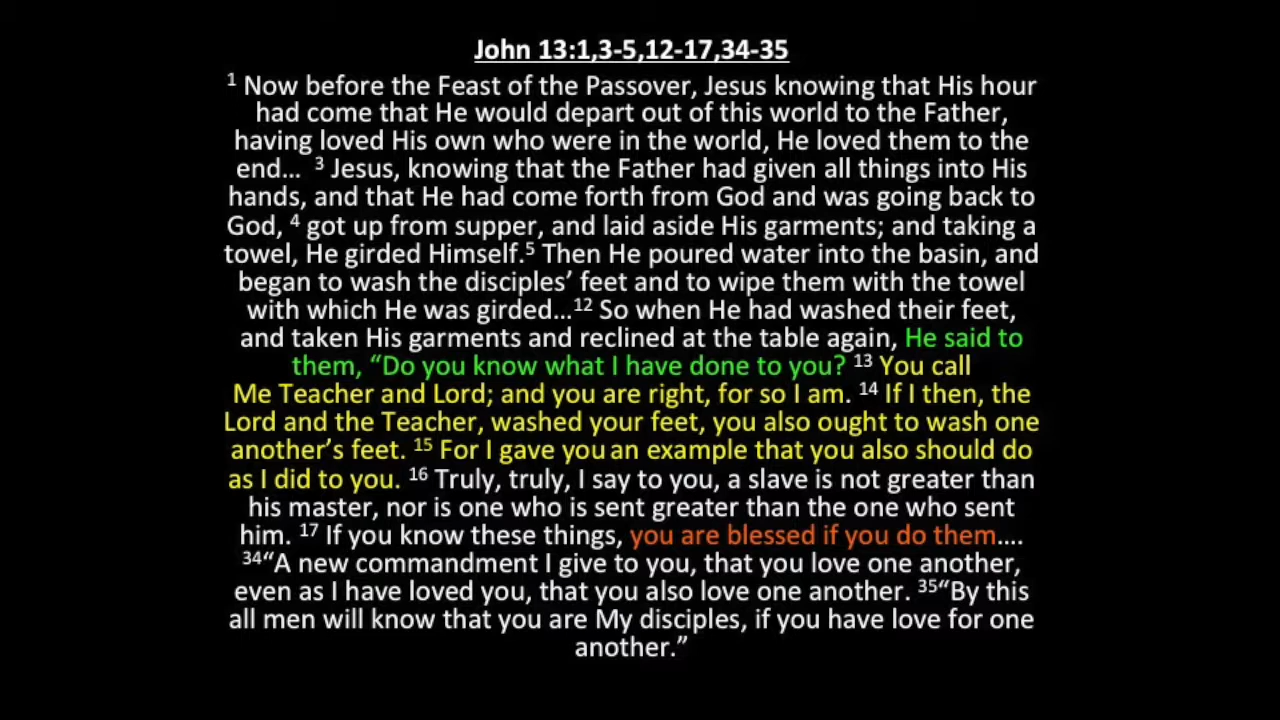 John 13:1,3-5,12-17,34-35
1 Now before the Feast of the Passover, Jesus knowing that His hour
had come that He would depart out of this world to the Father,
having loved His own who were in the world, He loved them to the
end… 3 Jesus, knowing that the Father had given all things into His
hands, and that He had come forth from God and was going back to
God, 4 got up from supper, and laid aside His garments; and taking a
towel, He girded Himself.5 Then He poured water into the basin, and
began to wash the disciples’ feet and to wipe them with the towel
with which He was girded…12 So when He had washed their feet,
and taken His garments and reclined at the table again, He said to
them, “Do you know what I have done to you? 13 You call
Me Teacher and Lord; and you are right, for so I am. 14 If I then, the
Lord and the Teacher, washed your feet, you also ought to wash one
another’s feet. 15 For I gave you an example that you also should do
as I did to you. 16 Truly, truly, I say to you, a slave is not greater than
his master, nor is one who is sent greater than the one who sent
him. 17 If you know these things, you are blessed if you do them….
34“A new commandment I give to you, that you love one another,
even as I have loved you, that you also love one another. 35“By this
all men will know that you are My disciples, if you have love for one
another.”